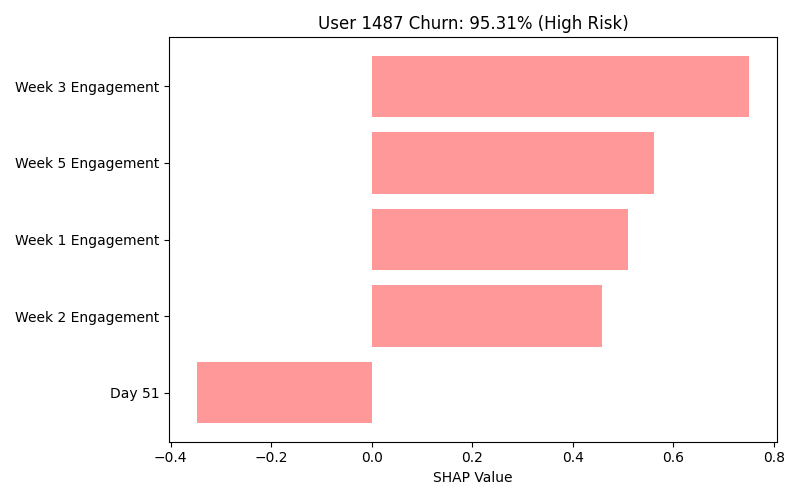 User 1487 Churn: 95.31% (High Risk)
Week 3 Engagement
Week 5 Engagement
Week 1 Engagement
Week 2 Engagement
Day 51
−0.4 −0.2 0.0 0.2 0.4 0.6 0.8
SHAP Value